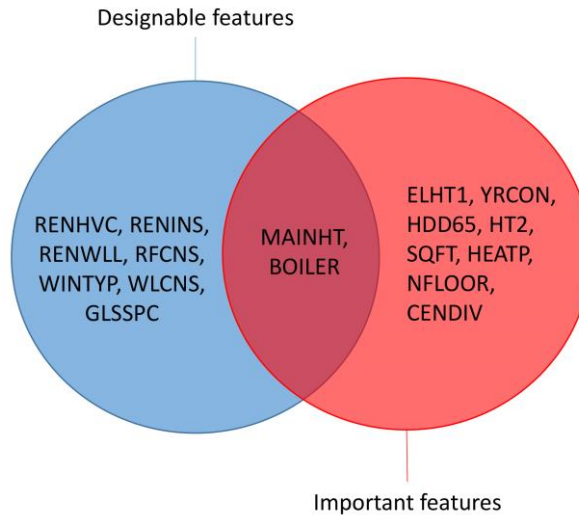 Designable features
RENHVC, RENINS,
RENWLL, RFCNS,
WINTYP, WLCNS,
GLSSPC
MAINHT,
BOILER
ELHT1, YRCON,
HDD65, HT2,
SQFT, HEATP,
NFLOOR,
CENDIV
Important features